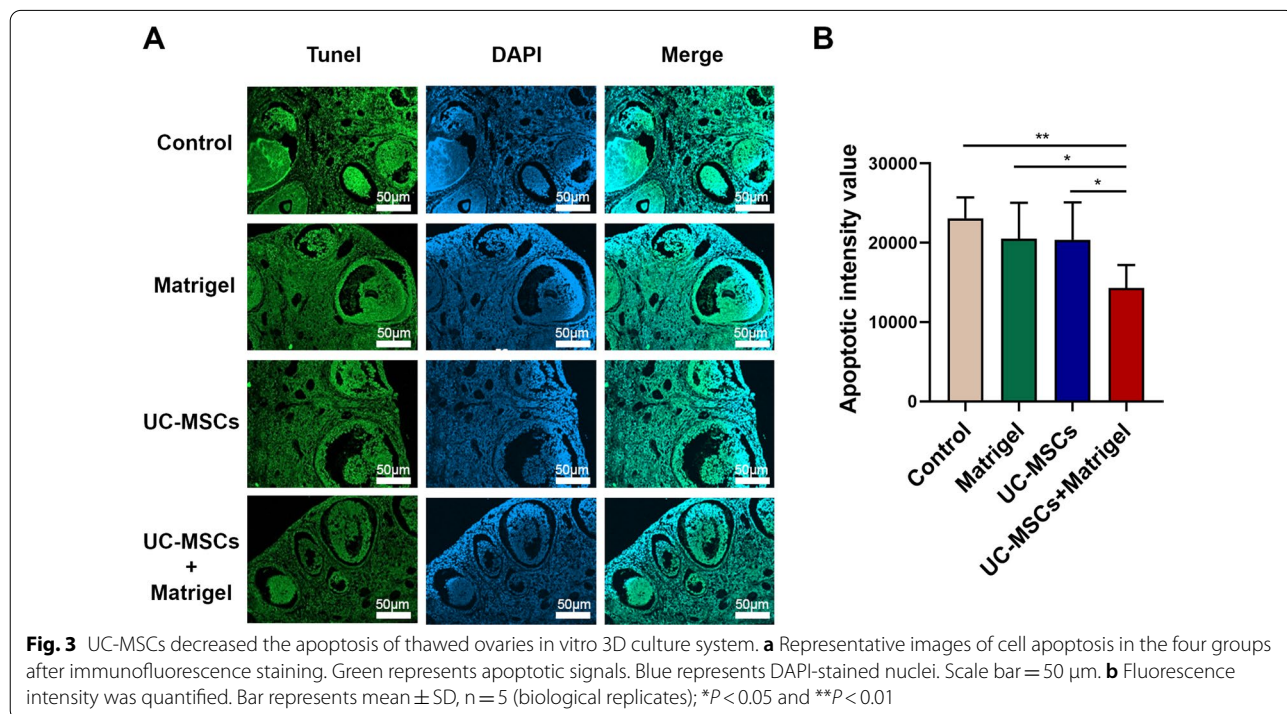 A
Tunel
DAPI
Merge
Control
50µm
50µm
50µm
Matrigel
50µm
50µm
50µm
UC-MSCs
50µm
50µm
50µm
UC-MSCs
+
Matrigel
50µm
50µm
50µm
B
**
*
*
30000
20000
10000
0
Apoptotic intensity value
Control
Matrigel
UC-MSCs
UC-MSCs+Matrigel
Fig. 3 UC-MSCs decreased the apoptosis of thawed ovaries in vitro 3D culture system. a Representative images of cell apoptosis in the four groups
after immunofluorescence staining. Green represents apoptotic signals. Blue represents DAPI-stained nuclei. Scale bar = 50 µm. b Fluorescence
intensity was quantified. Bar represents mean ± SD, n = 5 (biological replicates); *P < 0.05 and **P < 0.01